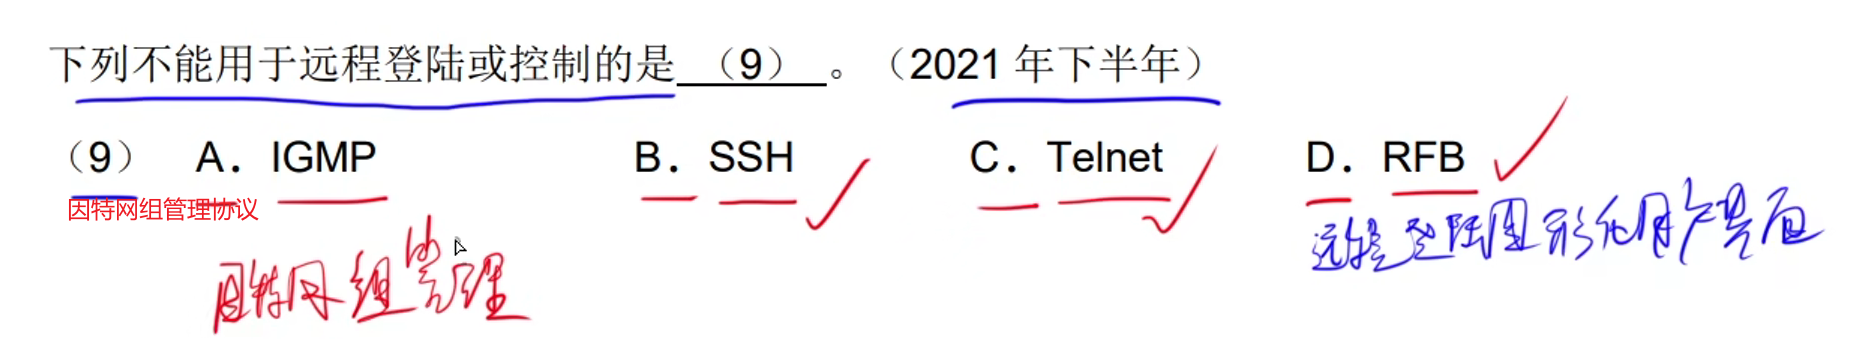 下列不能用于远程登陆或控制的是 （9） 。（2021 年下半年）
（9） A．IGMP B．SSH C．Telnet D．RFB
因特网组管理协议
因特网组管理
远程登陆图形化用户界面